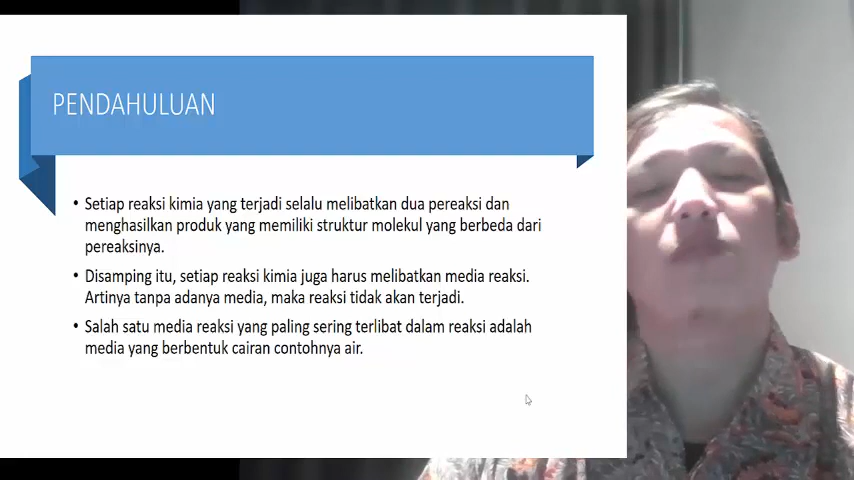 PENDAHULUAN
• Setiap reaksi kimia yang terjadi selalu melibatkan dua pereaksi dan
menghasilkan produk yang memiliki struktur molekul yang berbeda dari
pereaksinya.
• Disamping itu, setiap reaksi kimia juga harus melibatkan media reaksi.
Artinya tanpa adanya media, maka reaksi tidak akan terjadi.
• Salah satu media reaksi yang paling sering terlibat dalam reaksi adalah
media yang berbentuk cairan contohnya air.